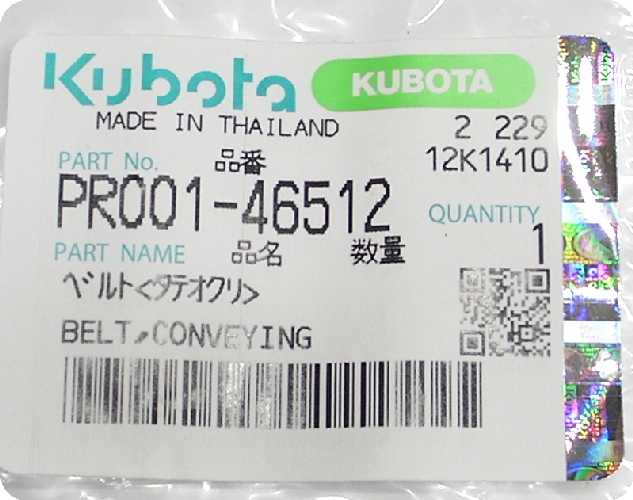 Kubota KUBOTA
MADE IN THAILAND 2 229
PART No. 品番 12K1410
PR001-46512
QUANTITY
PART NAME 品名 数量 1
ベルト<タテオクリ>
BELT,CONVEYING